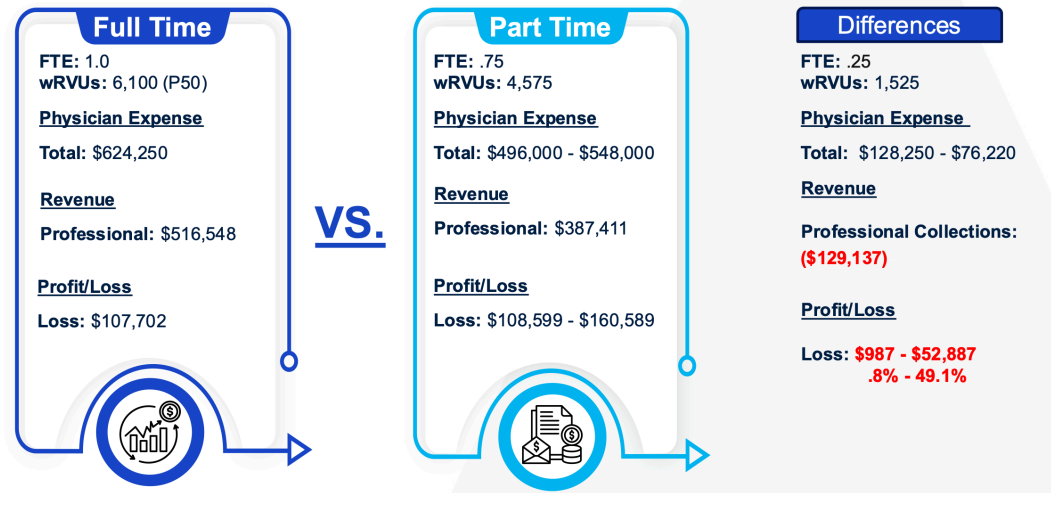 Full Time
FTE: 1.0
wRVUs: 6,100 (P50)
Physician Expense
Total: $624,250
Revenue
Professional: $516,548
Profit/Loss
Loss: $107,702
VS.
Part Time
FTE: .75
wRVUs: 4,575
Physician Expense
Total: $496,000 - $548,000
Revenue
Professional: $387,411
Profit/Loss
Loss: $108,599 - $160,589
Differences
FTE: .25
wRVUs: 1,525
Physician Expense
Total: $128,250 - $76,220
Revenue
Professional Collections:
($129,137)
Profit/Loss
Loss: $987 - $52,887
.8% - 49.1%